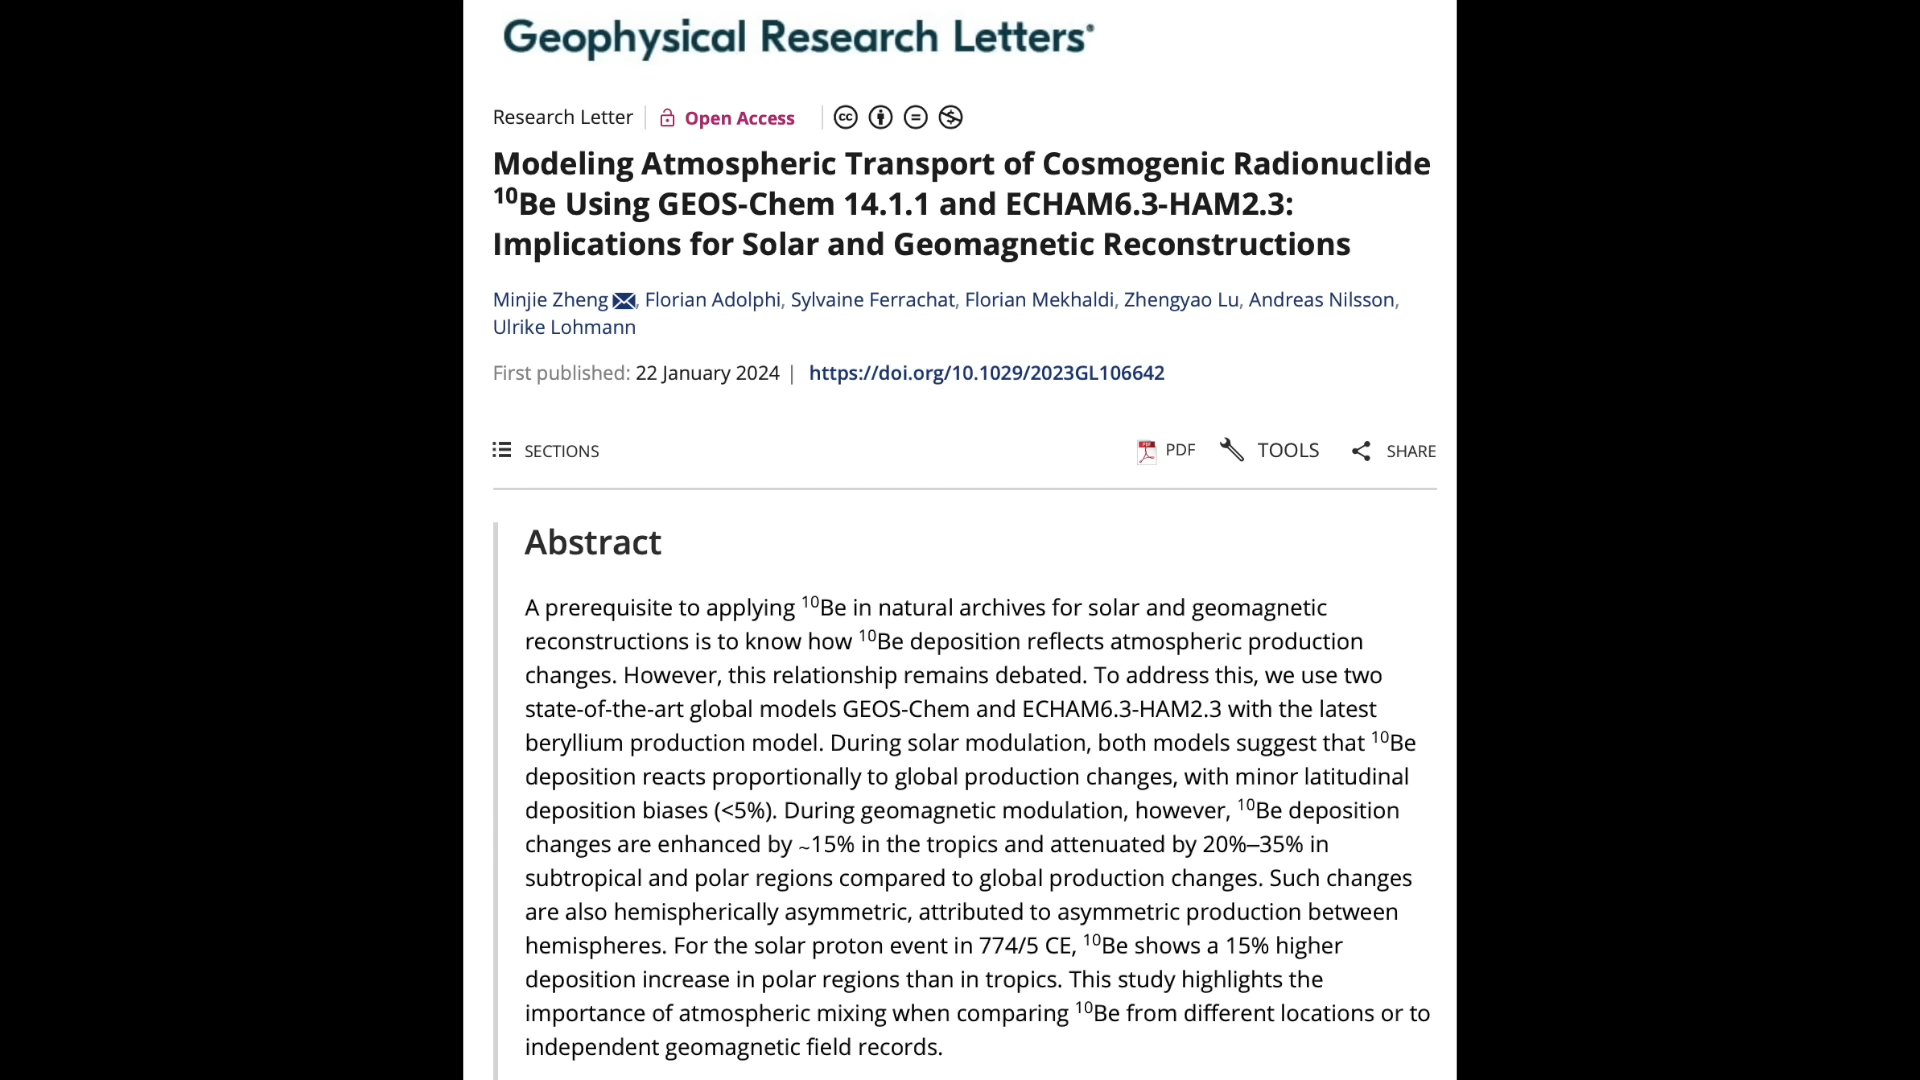 Geophysical Research Letters®
Research Letter | Open Access | cc
Modeling Atmospheric Transport of Cosmogenic Radionuclide
¹⁰Be Using GEOS-Chem 14.1.1 and ECHAM6.3-HAM2.3:
Implications for Solar and Geomagnetic Reconstructions
Minjie Zheng, Florian Adolphi, Sylvaine Ferrachat, Florian Mekhaldi, Zhengyao Lu, Andreas Nilsson,
Ulrike Lohmann
First published: 22 January 2024 | https://doi.org/10.1029/2023GL106642
SECTIONS PDF TOOLS SHARE
Abstract
A prerequisite to applying ¹⁰Be in natural archives for solar and geomagnetic
reconstructions is to know how ¹⁰Be deposition reflects atmospheric production
changes. However, this relationship remains debated. To address this, we use two
state-of-the-art global models GEOS-Chem and ECHAM6.3-HAM2.3 with the latest
beryllium production model. During solar modulation, both models suggest that ¹⁰Be
deposition reacts proportionally to global production changes, with minor latitudinal
deposition biases (<5%). During geomagnetic modulation, however, ¹⁰Be deposition
changes are enhanced by ~15% in the tropics and attenuated by 20%–35% in
subtropical and polar regions compared to global production changes. Such changes
are also hemispherically asymmetric, attributed to asymmetric production between
hemispheres. For the solar proton event in 774/5 CE, ¹⁰Be shows a 15% higher
deposition increase in polar regions than in tropics. This study highlights the
importance of atmospheric mixing when comparing ¹⁰Be from different locations or to
independent geomagnetic field records.